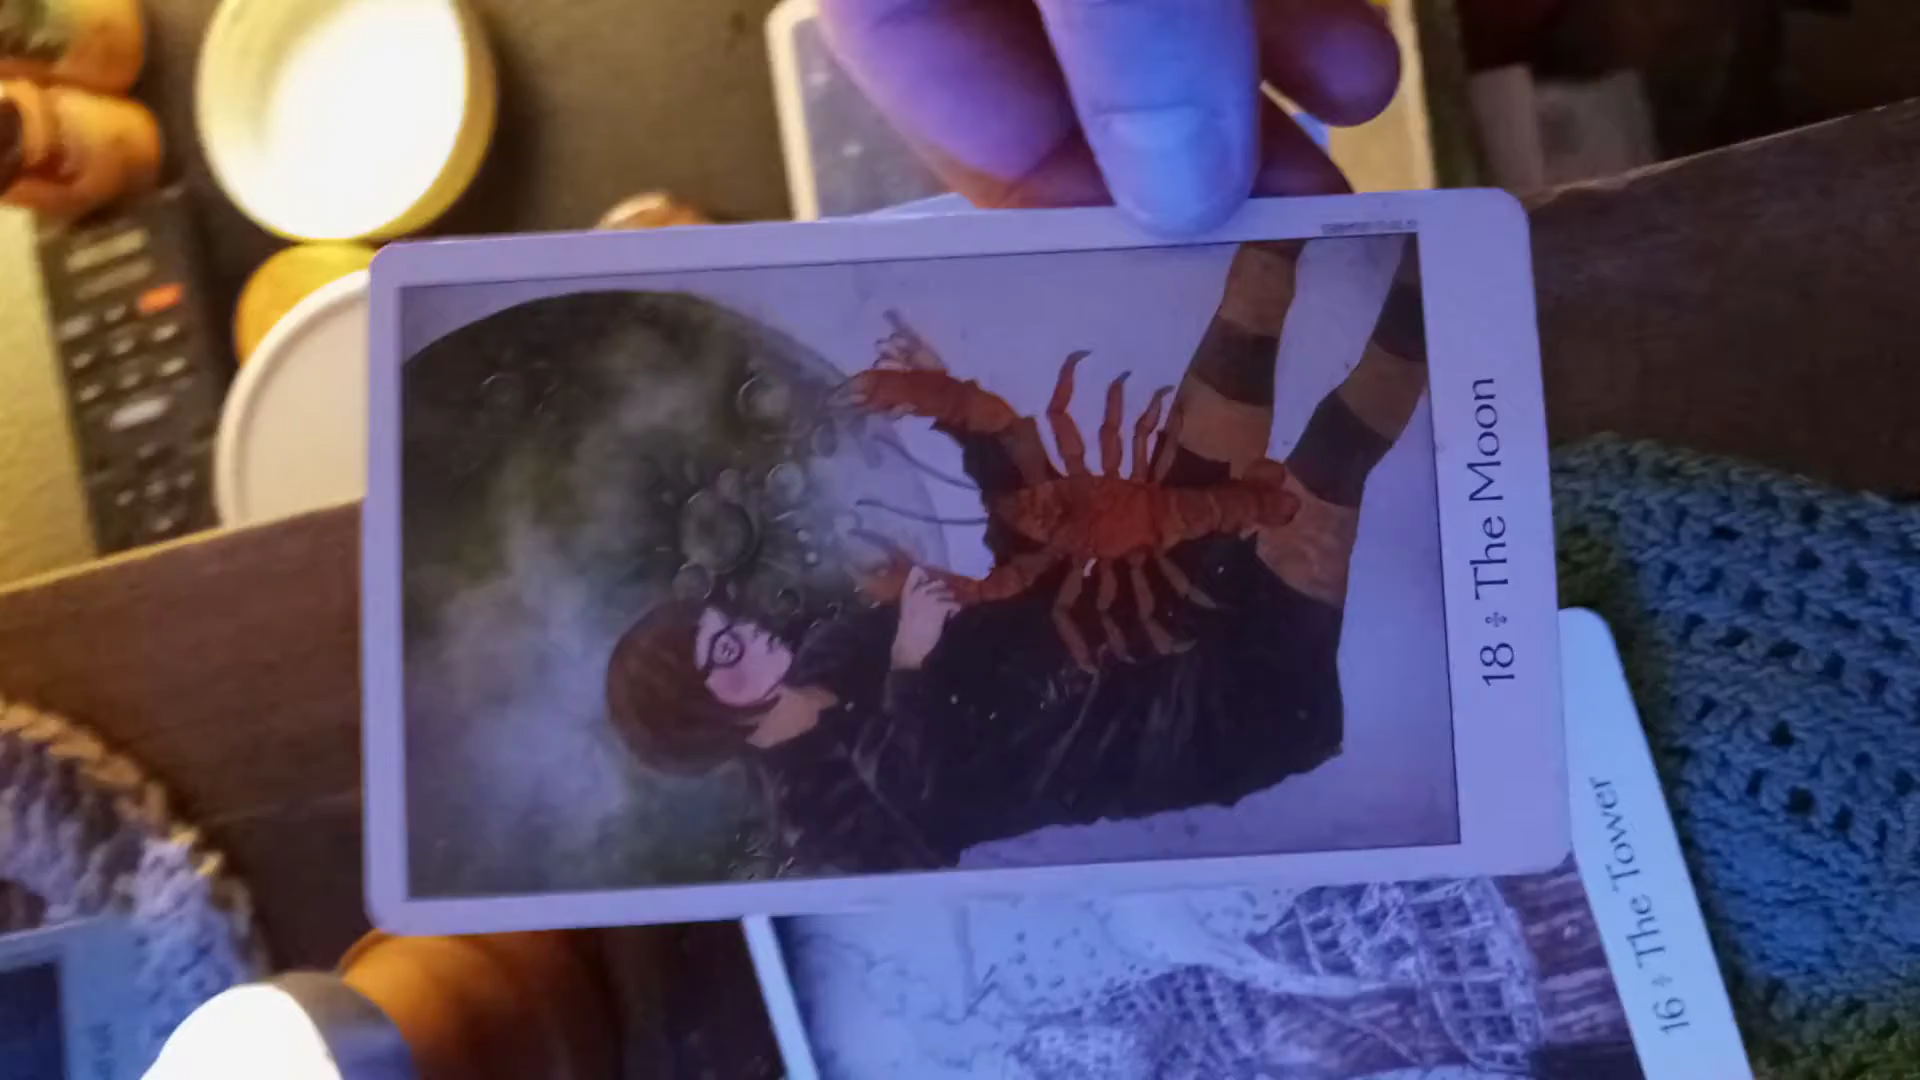 18 ÷ The Moon
16 ÷ The Tower